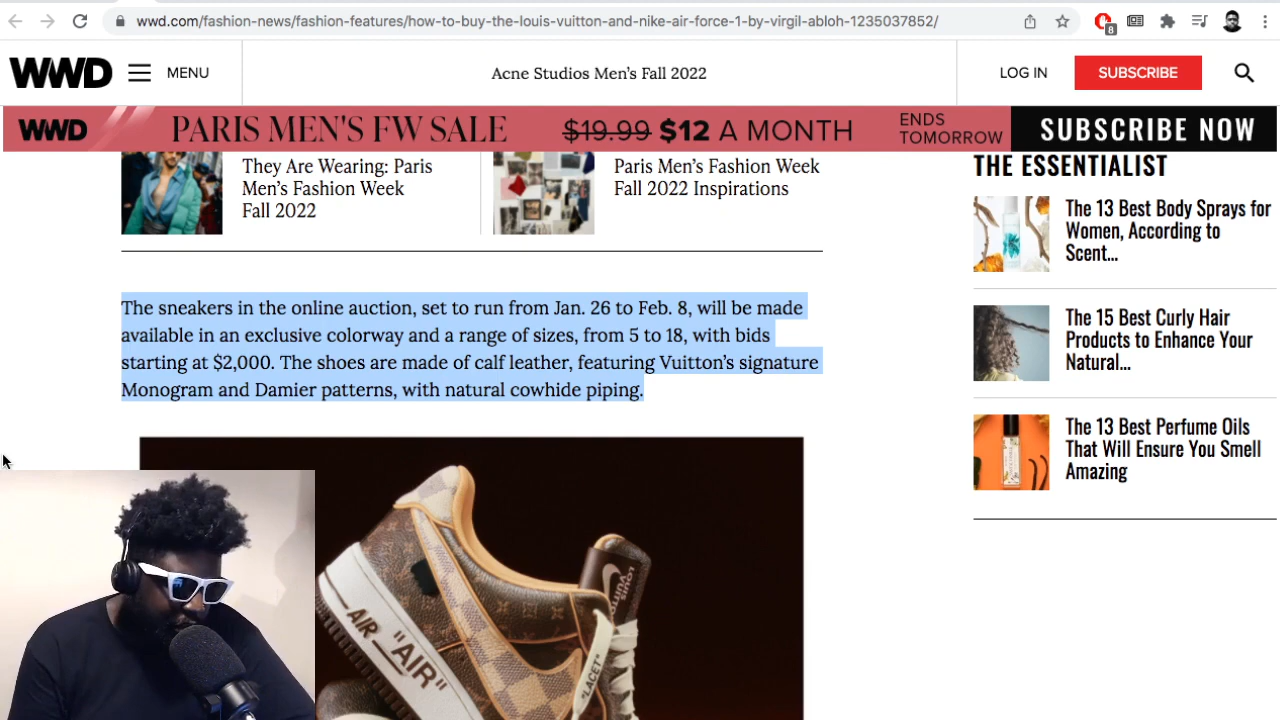 wwd.com/fashion-news/fashion-features/how-to-buy-the-louis-vuitton-and-nike-air-force-1-by-virgil-abloh-1235037852/
8
WWD
MENU
Acne Studios Men's Fall 2022
LOG IN
SUBSCRIBE
WWD
PARIS MEN'S FW SALE
$19.99 $12 A MONTH
ENDS
TOMORROW
SUBSCRIBE NOW
They Are Wearing: Paris
Men's Fashion Week
Fall 2022
Paris Men's Fashion Week
Fall 2022 Inspirations
The sneakers in the online auction, set to run from Jan. 26 to Feb. 8, will be made
available in an exclusive colorway and a range of sizes, from 5 to 18, with bids
starting at $2,000. The shoes are made of calf leather, featuring Vuitton's signature
Monogram and Damier patterns, with natural cowhide piping.
AIR "AIR"
"LACET"
LOUIS VUITTON
THE ESSENTIALIST
The 13 Best Body Sprays for
Women, According to
Scent...
The 15 Best Curly Hair
Products to Enhance Your
Natural...
The 13 Best Perfume Oils
That Will Ensure You Smell
Amazing